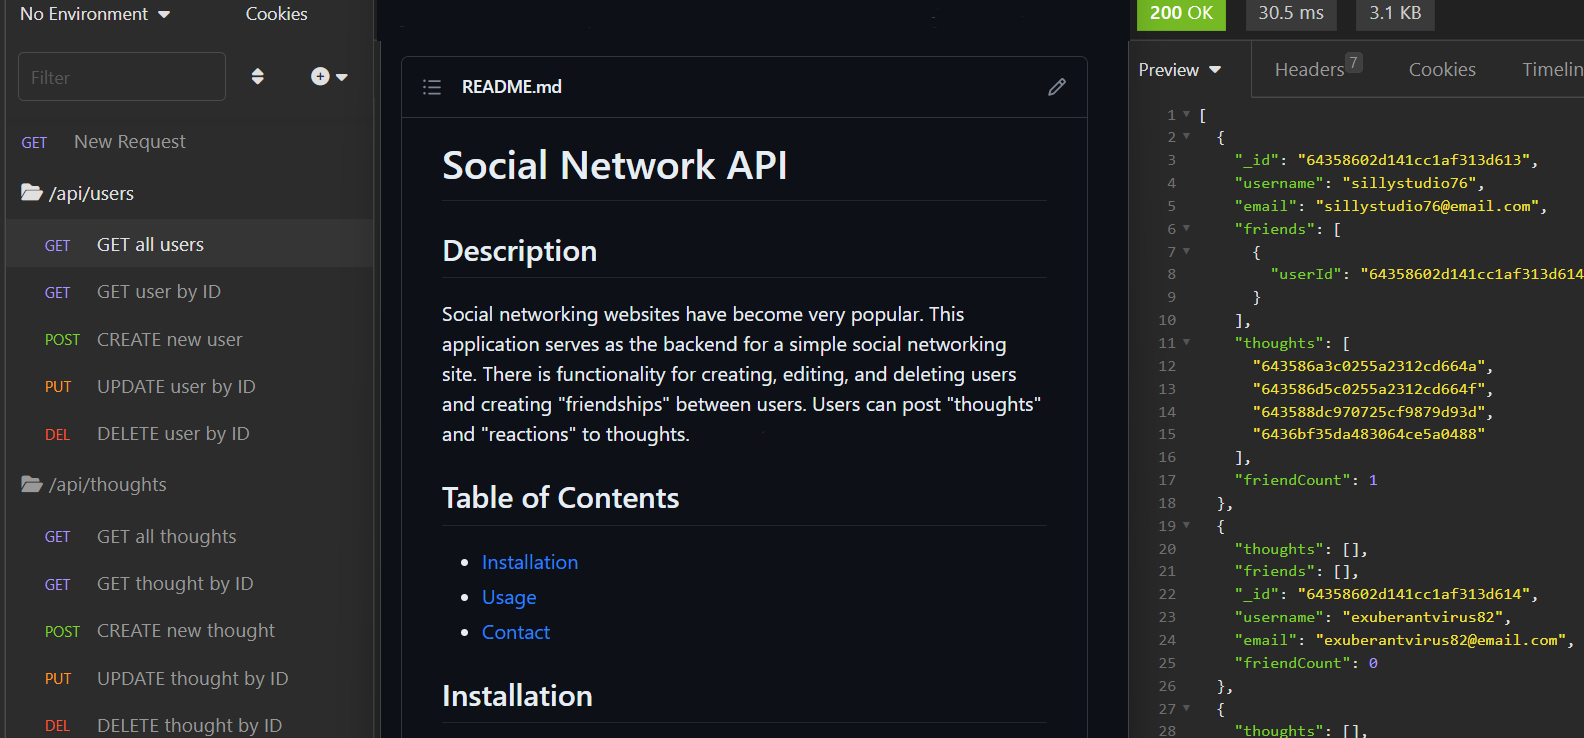 No Environment
Cookies
Filter
GET New Request
/api/users
GET GET all users
GET GET user by ID
POST CREATE new user
PUT UPDATE user by ID
DEL DELETE user by ID
/api/thoughts
GET GET all thoughts
GET GET thought by ID
POST CREATE new thought
PUT UPDATE thought by ID
DEL DELETE thought by ID
README.md
Social Network API
Description
Social networking websites have become very popular. This
application serves as the backend for a simple social networking
site. There is functionality for creating, editing, and deleting users
and creating "friendships" between users. Users can post "thoughts"
and "reactions" to thoughts.
Table of Contents
• Installation
• Usage
• Contact
Installation
200 OK 30.5 ms 3.1 KB
Preview Headers 7 Cookies Timelin
1 [
2 {
3 "_id": "64358602d141cc1af313d613",
4 "username": "sillystudio76",
5 "email": "sillystudio76@email.com",
6 "friends": [
7 {
8 "userId": "64358602d141cc1af313d614
9 }
10 ],
11 "thoughts": [
12 "643586a3c0255a2312cd664a",
13 "643586d5c0255a2312cd664f",
14 "643588dc970725cf9879d93d",
15 "6436bf35da483064ce5a0488"
16 ],
17 "friendCount": 1
18 },
19 {
20 "thoughts": [],
21 "friends": [],
22 "_id": "64358602d141cc1af313d614",
23 "username": "exuberantvirus82",
24 "email": "exuberantvirus82@email.com",
25 "friendCount": 0
26 },
27 {
28 "thoughts": [],